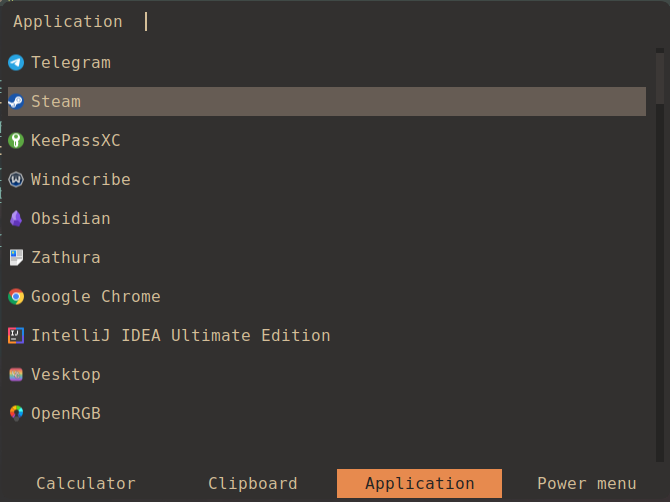 Application
Telegram
Steam
KeePassXC
Windscribe
Obsidian
Zathura
Google Chrome
IntelliJ IDEA Ultimate Edition
Vesktop
OpenRGB
Calculator Clipboard Application Power menu